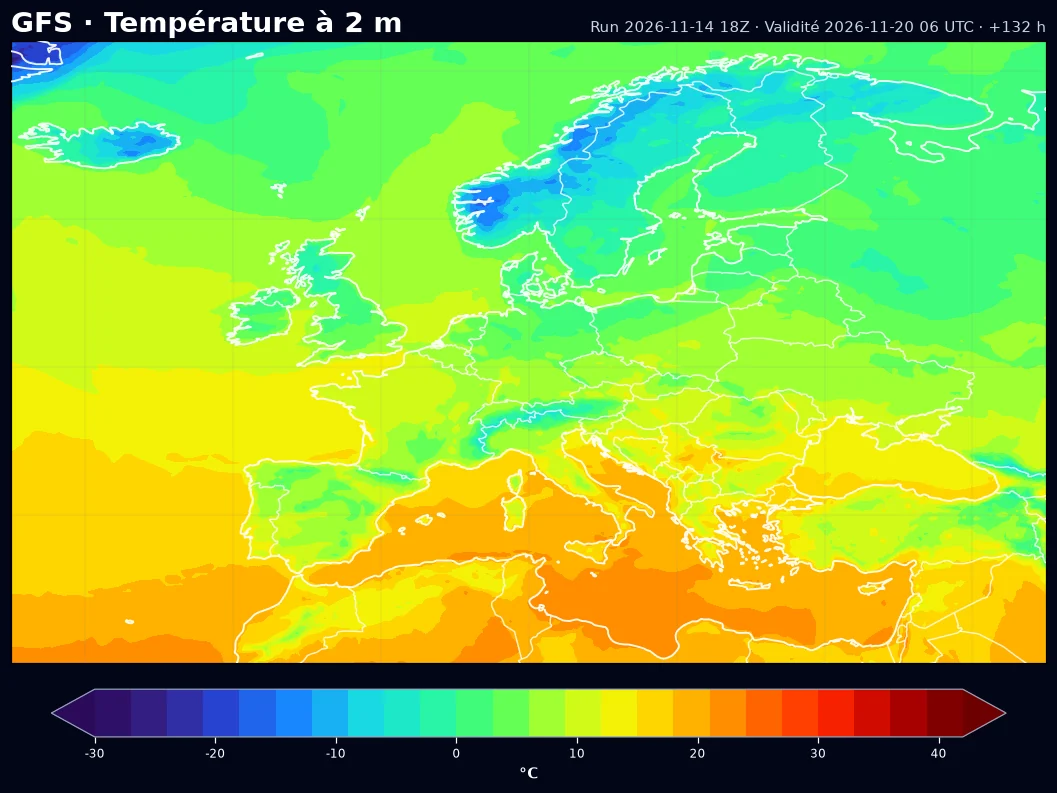 GFS · Température à 2 m
Run 2026-11-14 18Z · Validité 2026-11-20 06 UTC · +132 h
-30 -20 -10 0 10 20 30 40
°C